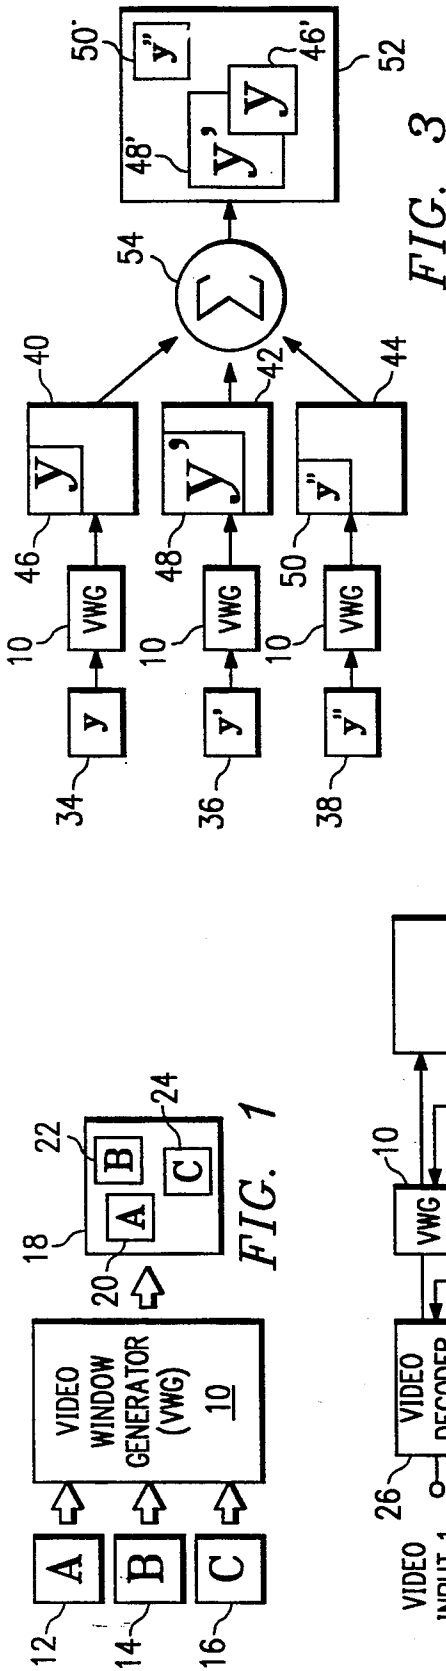 12
A
14
B
16
C
VIDEO
WINDOW
GENERATOR
(VWG)
10
18
20
A
22
B
24
C
FIG. 1
34
y
10
VWG
46
y
40
36
y'
10
VWG
48
y'
42
38
y"
10
VWG
50
y"
44
54
Σ
48'
y'
50'
y"
y
46'
52
FIG. 3
VIDEO
INPUT 1
26
VIDEO
DECODER
10
VWG